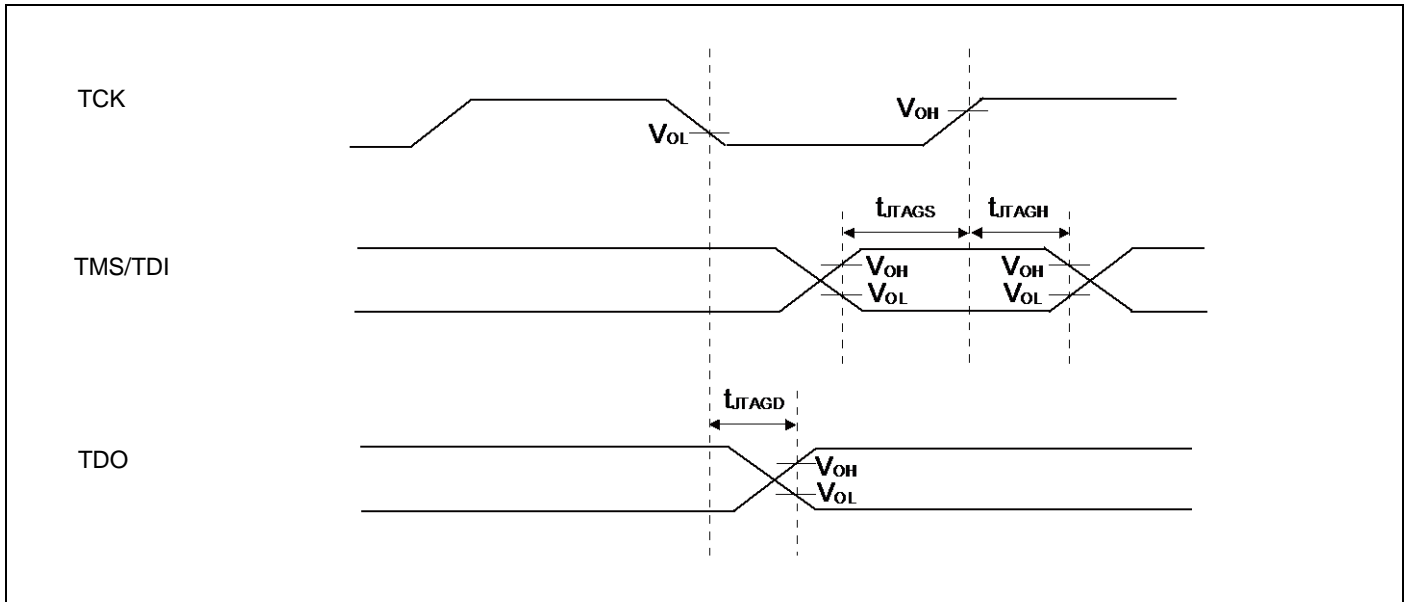 TCK
VOH
VOL
tJTAGS tJTAGH
TMS/TDI
VOH VOH
VOL VOL
tJTAGD
TDO
VOH
VOL